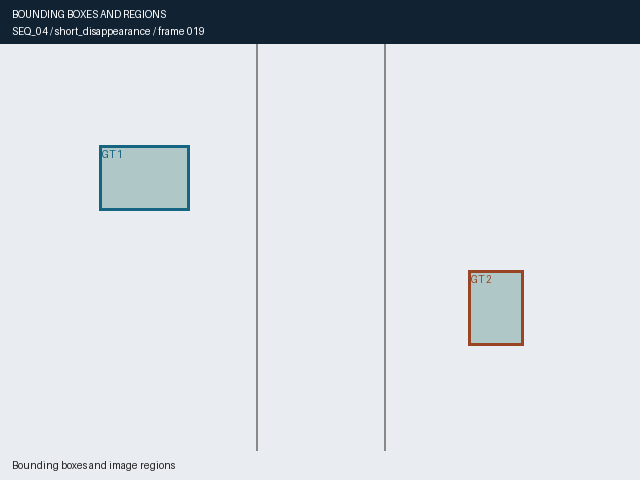 BOUNDING BOXES AND REGIONS
SEQ_04 / short_disappearance / frame 019
GT1
GT2
Bounding boxes and image regions